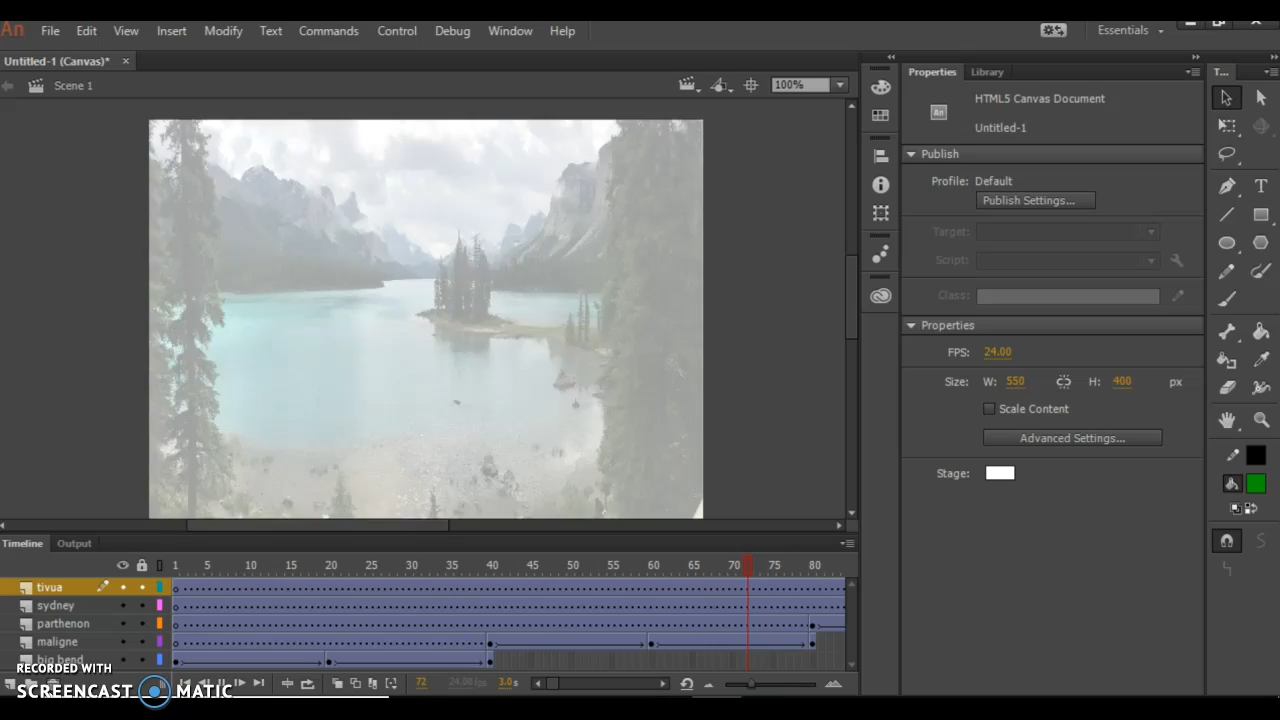 An File Edit View Insert Modify Text Commands Control Debug Window Help Essentials
Untitled-1 (Canvas)* ×
Scene 1 100%
Properties Library T...
HTML5 Canvas Document
Untitled-1
Publish
Profile: Default
Publish Settings...
Target:
Script:
Class:
Properties
FPS: 24.00
Size: W: 550 H: 400 px
Scale Content
Advanced Settings...
Stage:
Timeline Output
1 5 10 15 20 25 30 35 40 45 50 55 60 65 70 75 80
tivua
sydney
parthenon
maligne
big bend
72 24.00 fps 3.0 s
RECORDED WITH
SCREENCAST MATIC